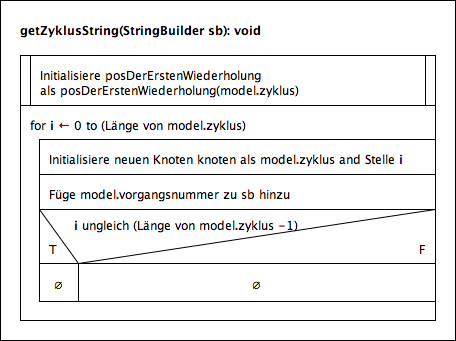 getZyklusString(StringBuilder sb): void
Initialisiere posDerErstenWiederholung
als posDerErstenWiederholung(model.zyklus)
for i ← 0 to (Länge von model.zyklus)
Initialisiere neuen Knoten knoten als model.zyklus and Stelle i
Füge model.vorgangsnummer zu sb hinzu
i ungleich (Länge von model.zyklus −1)
T F
∅ ∅